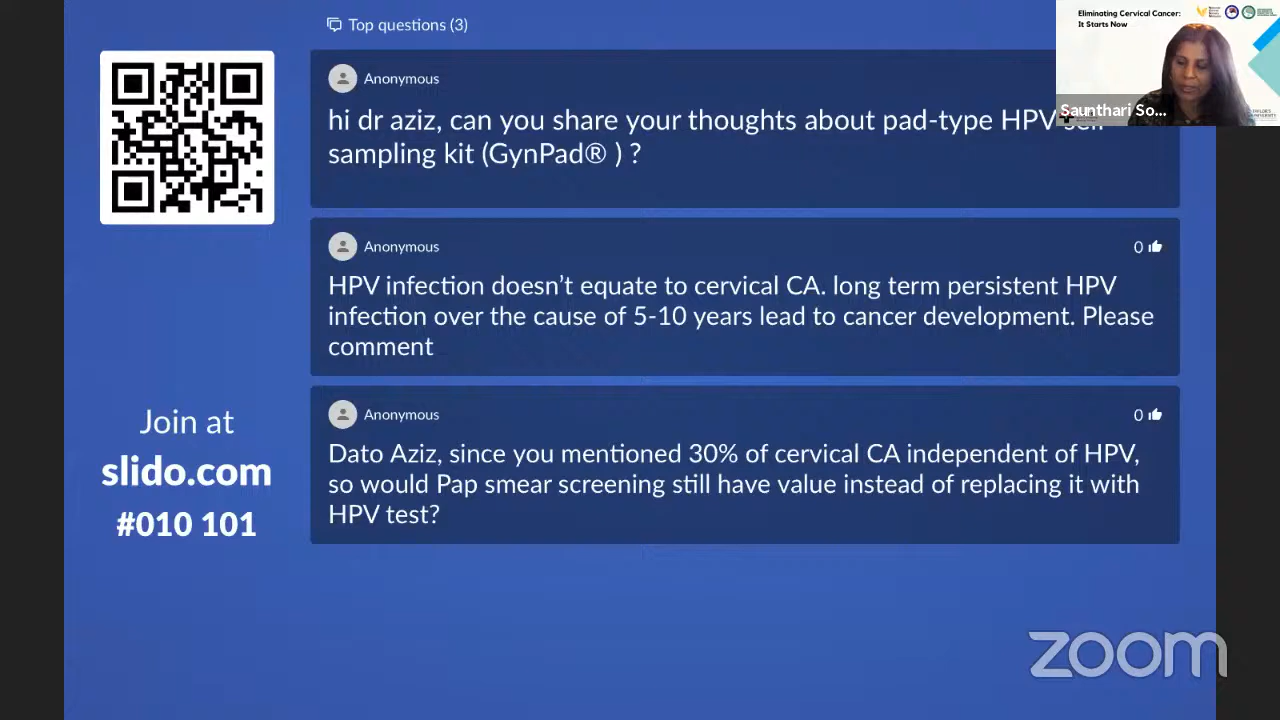 Top questions (3)
Anonymous
hi dr aziz, can you share your thoughts about pad-type HPV self
sampling kit (GynPad® ) ?
Anonymous
0
HPV infection doesn't equate to cervical CA. long term persistent HPV
infection over the cause of 5-10 years lead to cancer development. Please
comment
Anonymous
0
Dato Aziz, since you mentioned 30% of cervical CA independent of HPV,
so would Pap smear screening still have value instead of replacing it with
HPV test?
Join at
slido.com
#010 101
Eliminating Cervical Cancer:
It Starts Now
Saunthari So...
zoom